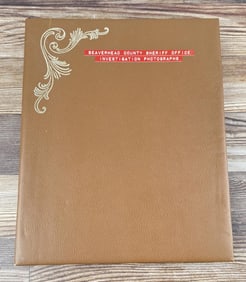 BEAVERHEAD COUNTY SHERIFF OFFICE
INVESTIGATION PHOTOGRAPHS